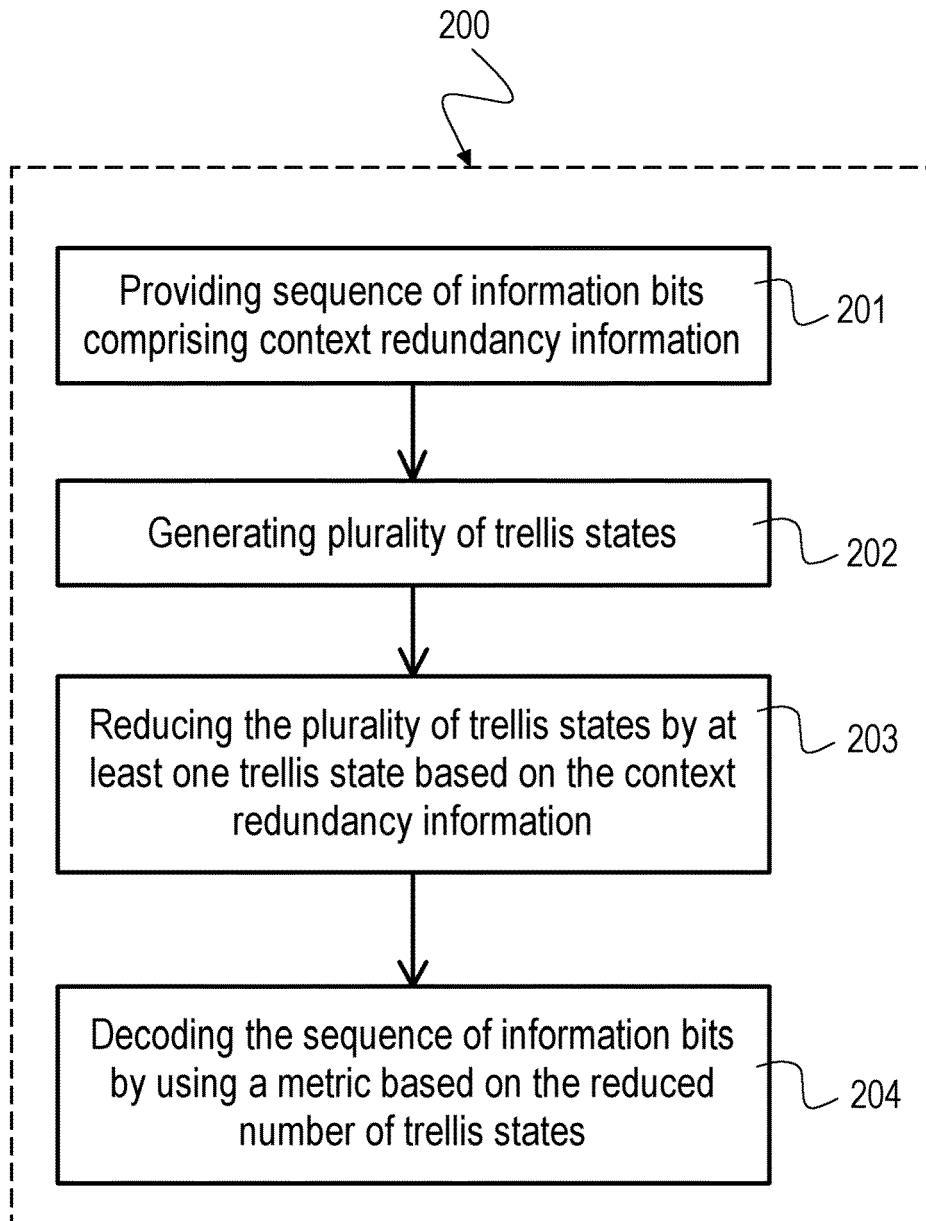 200
Providing sequence of information bits
comprising context redundancy information
201
Generating plurality of trellis states
202
Reducing the plurality of trellis states by at
least one trellis state based on the context
redundancy information
203
Decoding the sequence of information bits
by using a metric based on the reduced
number of trellis states
204